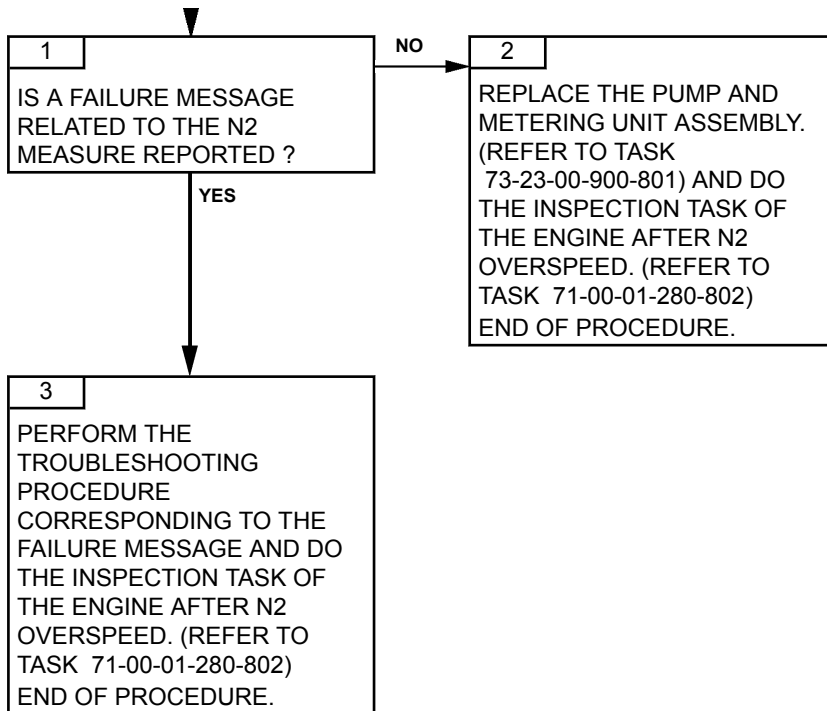 1
IS A FAILURE MESSAGE
RELATED TO THE N2
MEASURE REPORTED ?
NO
2
REPLACE THE PUMP AND
METERING UNIT ASSEMBLY.
(REFER TO TASK
73-23-00-900-801) AND DO
THE INSPECTION TASK OF
THE ENGINE AFTER N2
OVERSPEED. (REFER TO
TASK 71-00-01-280-802)
END OF PROCEDURE.
YES
3
PERFORM THE
TROUBLESHOOTING
PROCEDURE
CORRESPONDING TO THE
FAILURE MESSAGE AND DO
THE INSPECTION TASK OF
THE ENGINE AFTER N2
OVERSPEED. (REFER TO
TASK 71-00-01-280-802)
END OF PROCEDURE.